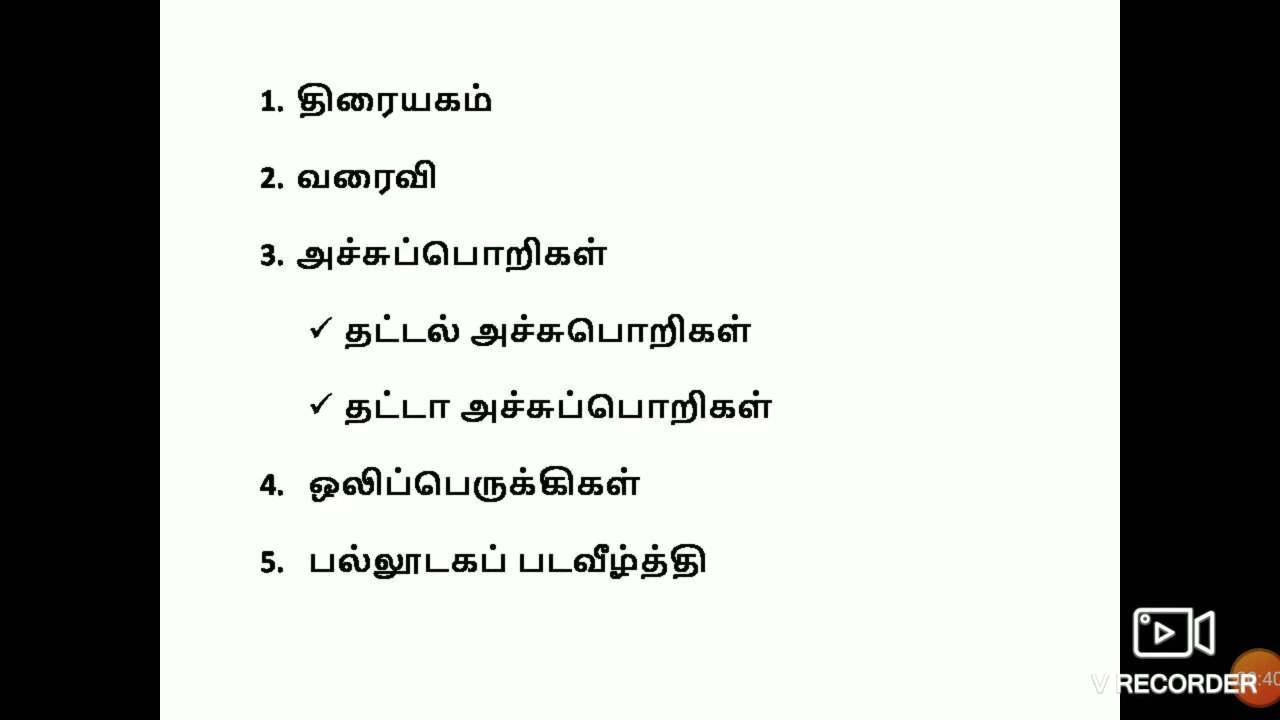 1. திரையகம்
2. வரைவி
3. அச்சுப்பொறிகள்
✓ தட்டல் அச்சுபொறிகள்
✓ தட்டா அச்சுப்பொறிகள்
4. ஒலிப்பெருக்கிகள்
5. பல்லூடகப் படவீழ்த்தி
V RECORDER